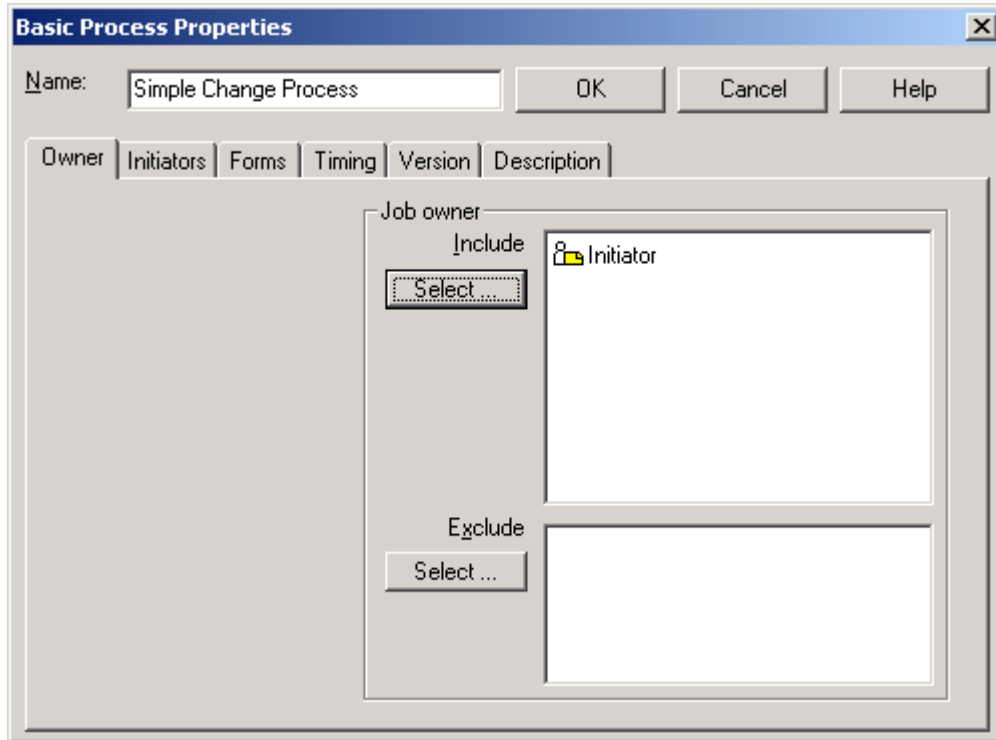 Basic Process Properties
Name: Simple Change Process OK Cancel Help
Owner Initiators Forms Timing Version Description
Job owner
Include Initiator
Select ...
Exclude
Select ...